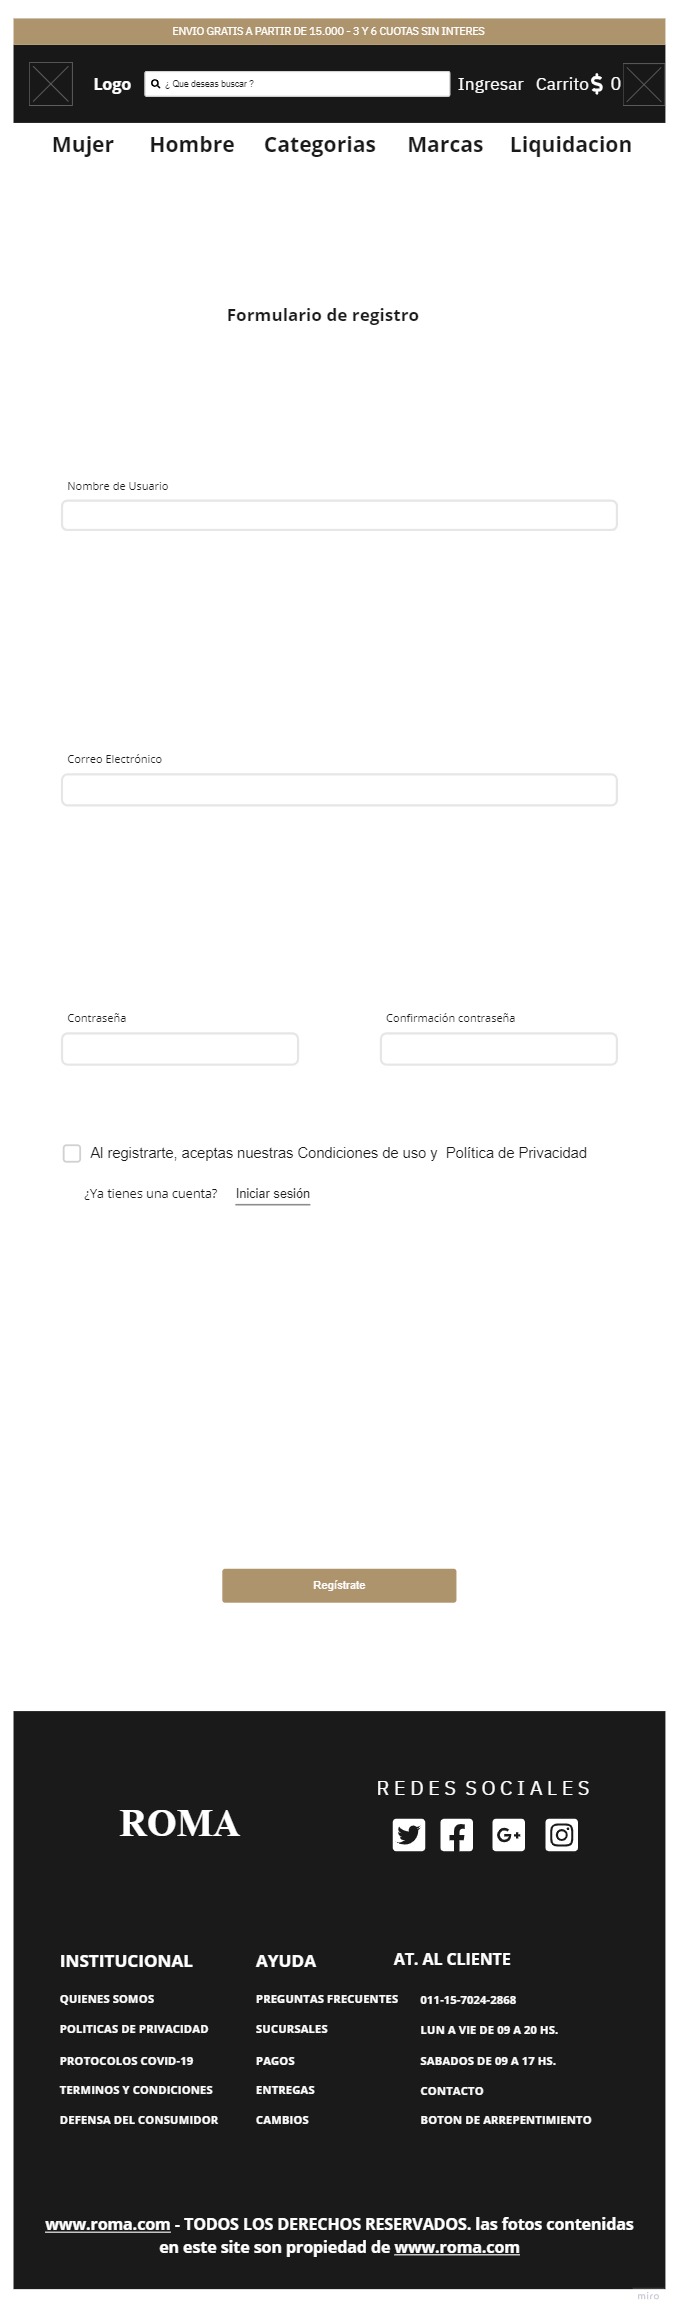 ENVIO GRATIS A PARTIR DE 15.000 - 3 Y 6 CUOTAS SIN INTERES
Logo ¿ Que deseas buscar ? Ingresar Carrito $ 0
Mujer Hombre Categorias Marcas Liquidacion
Formulario de registro
Nombre de Usuario
Correo Electrónico
Contraseña Confirmación contraseña
Al registrarte, aceptas nuestras Condiciones de uso y Política de Privacidad
¿Ya tienes una cuenta? Iniciar sesión
Regístrate
REDES SOCIALES
ROMA
G+
INSTITUCIONAL AYUDA AT. AL CLIENTE
QUIENES SOMOS PREGUNTAS FRECUENTES 011-15-7024-2868
POLITICAS DE PRIVACIDAD SUCURSALES LUN A VIE DE 09 A 20 HS.
PROTOCOLOS COVID-19 PAGOS SABADOS DE 09 A 17 HS.
TERMINOS Y CONDICIONES ENTREGAS CONTACTO
DEFENSA DEL CONSUMIDOR CAMBIOS BOTON DE ARREPENTIMIENTO
www.roma.com - TODOS LOS DERECHOS RESERVADOS. las fotos contenidas
en este site son propiedad de www.roma.com
miro